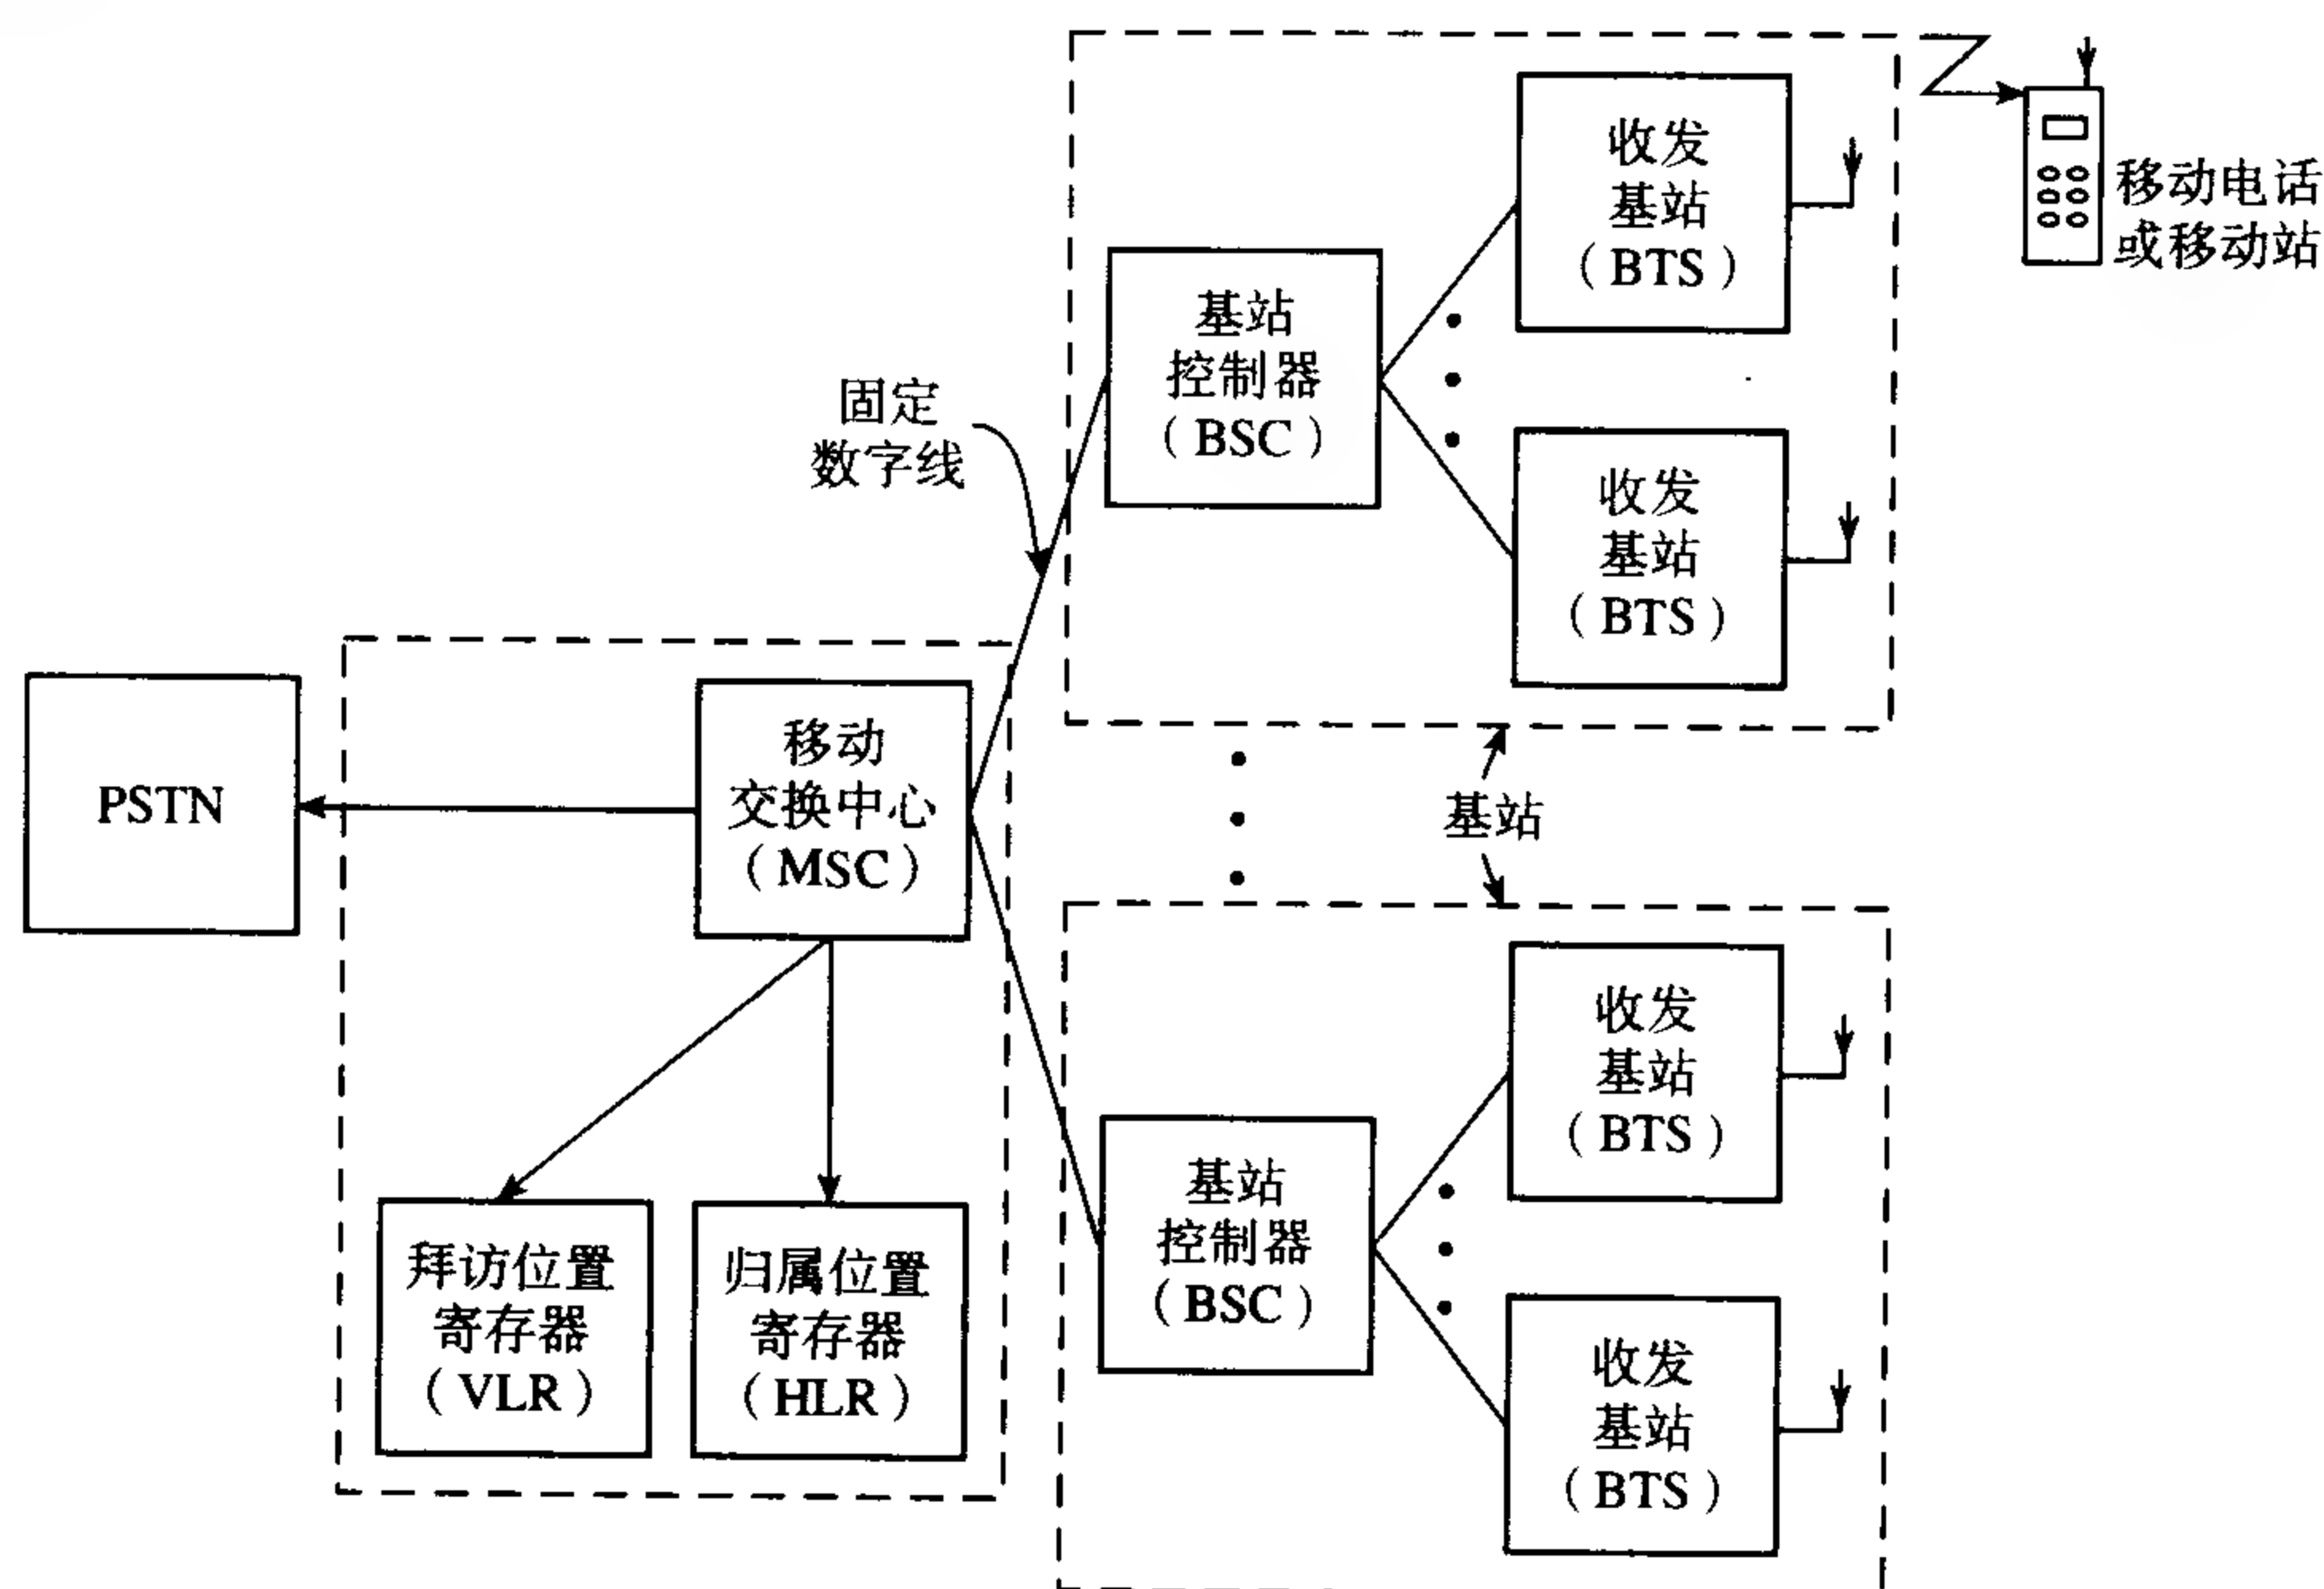 收发
基站
（BTS）
移动电话
或移动站
基站
控制器
（BSC）
固定
数字线
收发
基站
（BTS）
PSTN
移动
交换中心
（MSC）
基站
收发
基站
（BTS）
基站
控制器
（BSC）
拜访位置
寄存器
（VLR）
归属位置
寄存器
（HLR）
收发
基站
（BTS）